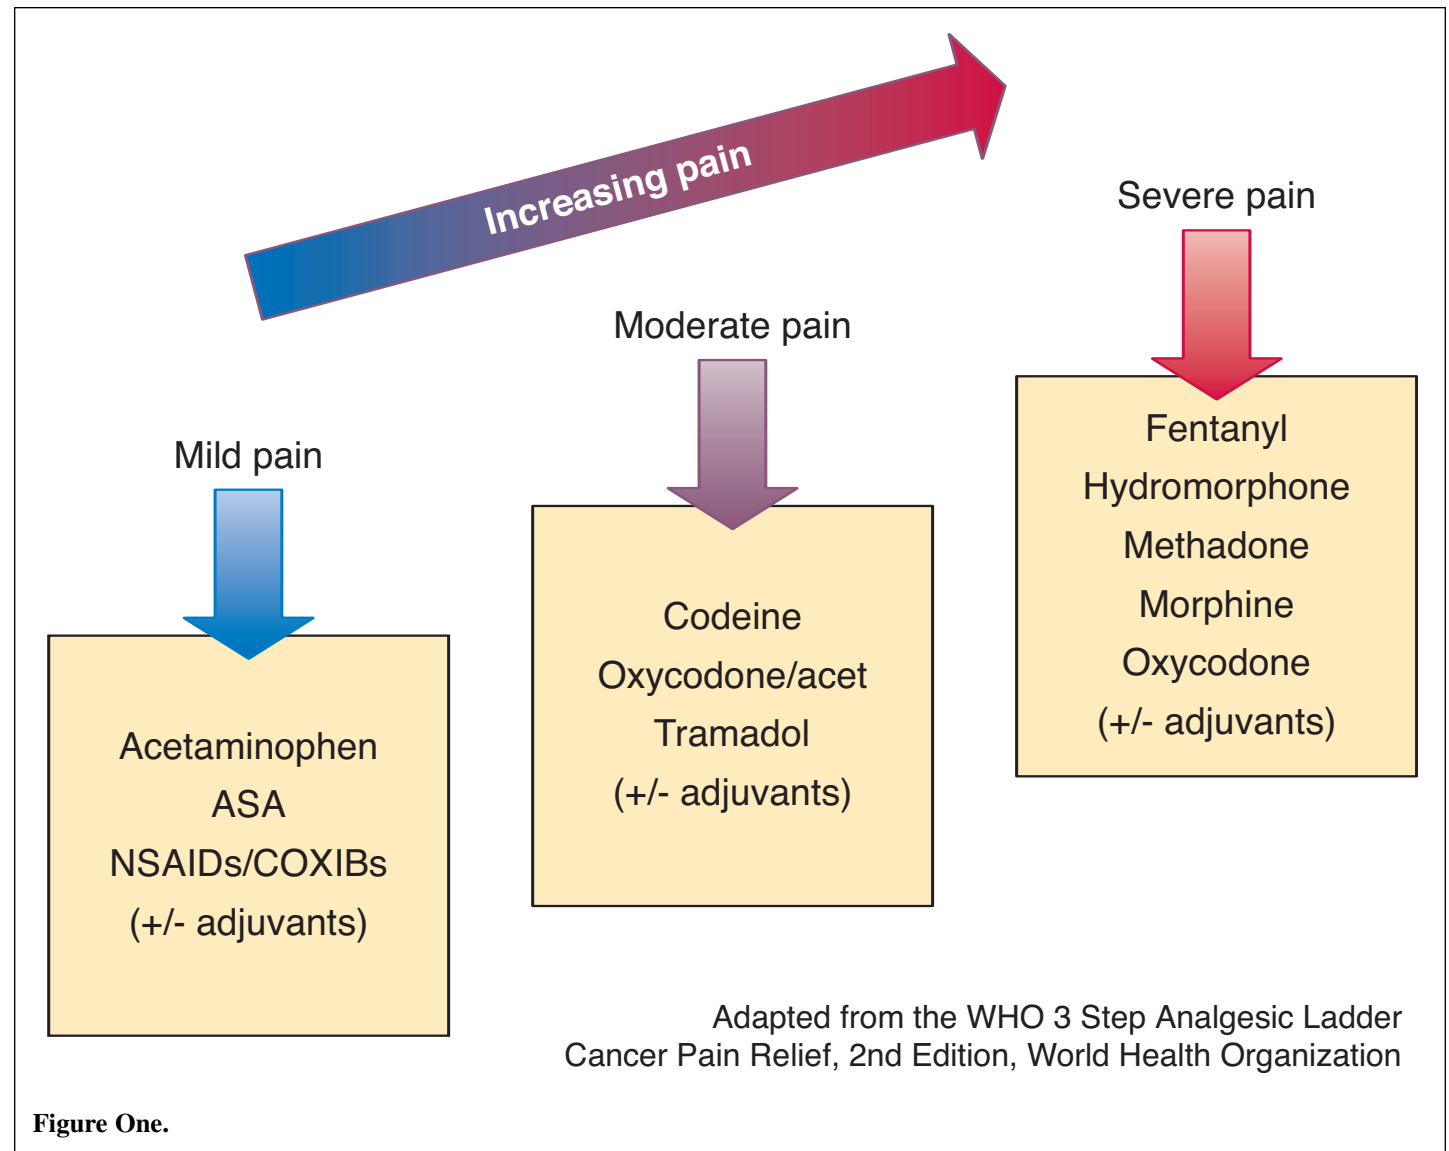 Increasing pain
Mild pain
Acetaminophen
ASA
NSAIDs/COXIBs
(+/- adjuvants)
Moderate pain
Codeine
Oxycodone/acet
Tramadol
(+/- adjuvants)
Severe pain
Fentanyl
Hydromorphone
Methadone
Morphine
Oxycodone
(+/- adjuvants)
Adapted from the WHO 3 Step Analgesic Ladder
Cancer Pain Relief, 2nd Edition, World Health Organization
Figure One.